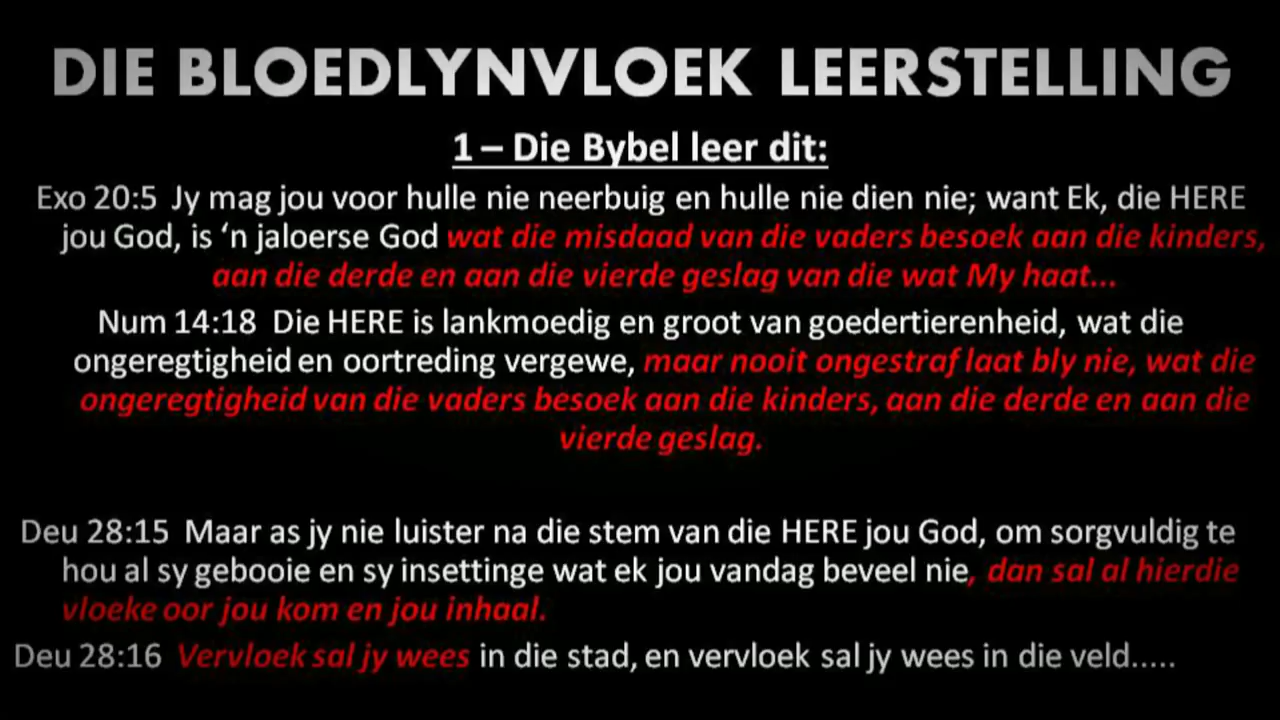 DIE BLOEDLYNVLOEK LEERSTELLING
1 – Die Bybel leer dit:
Exo 20:5 Jy mag jou voor hulle nie neerbuig en hulle nie dien nie; want Ek, die HERE
jou God, is ‘n jaloerse God wat die misdaad van die vaders besoek aan die kinders,
aan die derde en aan die vierde geslag van die wat My haat...
Num 14:18 Die HERE is lankmoedig en groot van goedertierenheid, wat die
ongeregtigheid en oortreding vergewe, maar nooit ongestraf laat bly nie, wat die
ongeregtigheid van die vaders besoek aan die kinders, aan die derde en aan die
vierde geslag.
Deu 28:15 Maar as jy nie luister na die stem van die HERE jou God, om sorgvuldig te
hou al sy gebooie en sy insettinge wat ek jou vandag beveel nie, dan sal al hierdie
vloeke oor jou kom en jou inhaal.
Deu 28:16 Vervloek sal jy wees in die stad, en vervloek sal jy wees in die veld.....